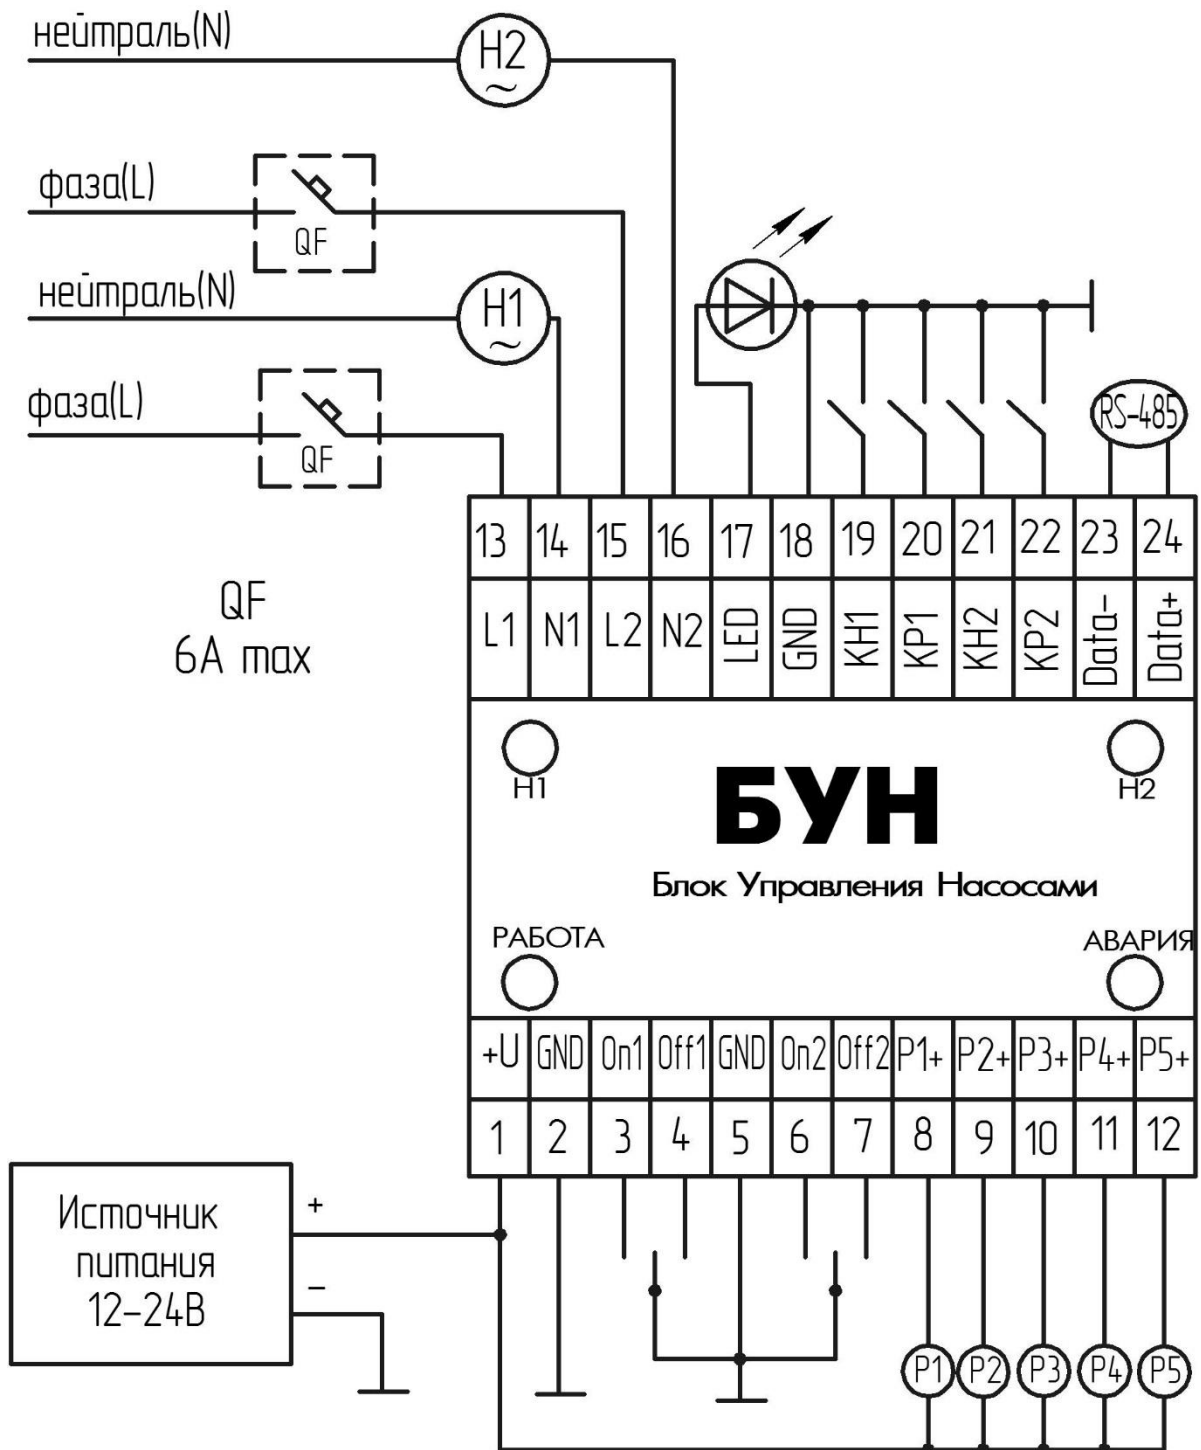 нейтраль(N)
H2
~
фаза(L)
QF
нейтраль(N)
H1
~
фаза(L)
QF
RS-485
QF
6A max
13 14 15 16 17 18 19 20 21 22 23 24
L1 N1 L2 N2 LED GND KH1 KP1 KH2 KP2 Data- Data+
H1
H2
БУН
Блок Управления Насосами
РАБОТА
АВАРИЯ
+U GND On1 Off1 GND On2 Off2 P1+ P2+ P3+ P4+ P5+
1 2 3 4 5 6 7 8 9 10 11 12
Источник
питания
12-24В
+
−
P1 P2 P3 P4 P5